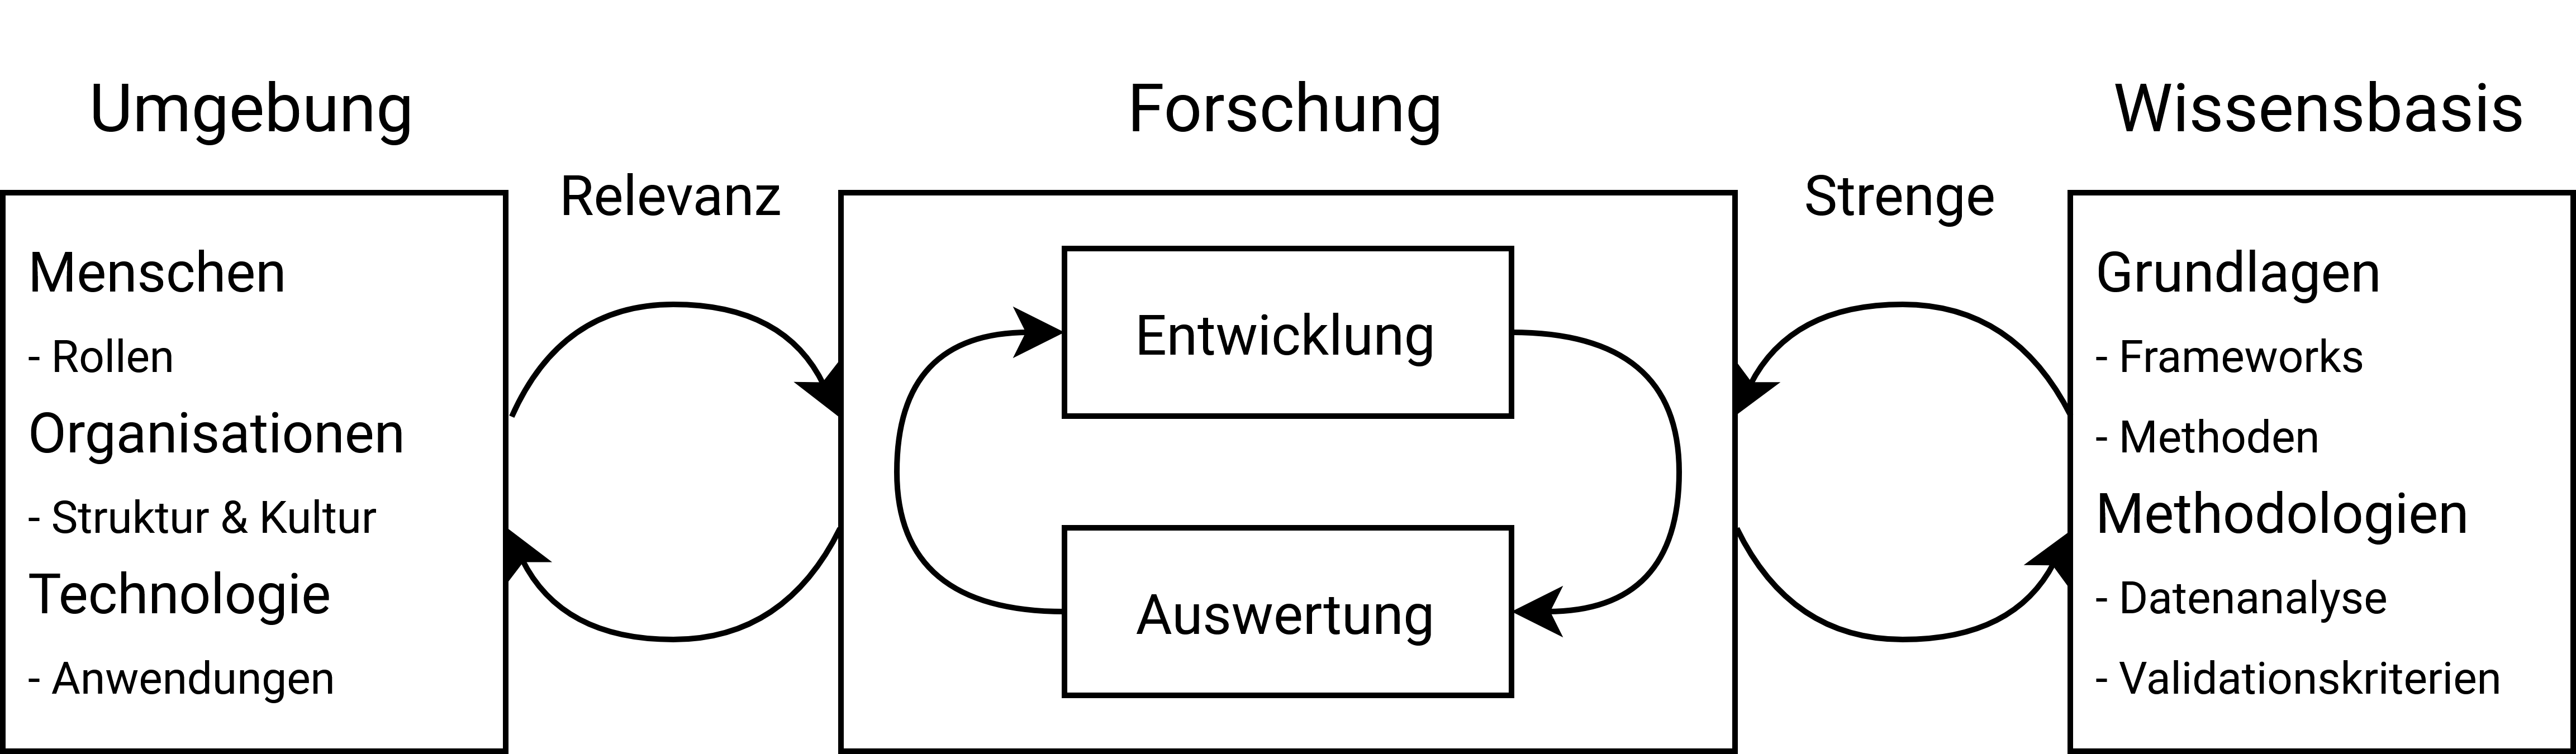 Umgebung
Forschung
Wissensbasis
Relevanz
Strenge
Menschen
- Rollen
Organisationen
- Struktur & Kultur
Technologie
- Anwendungen
Entwicklung
Auswertung
Grundlagen
- Frameworks
- Methoden
Methodologien
- Datenanalyse
- Validationskriterien